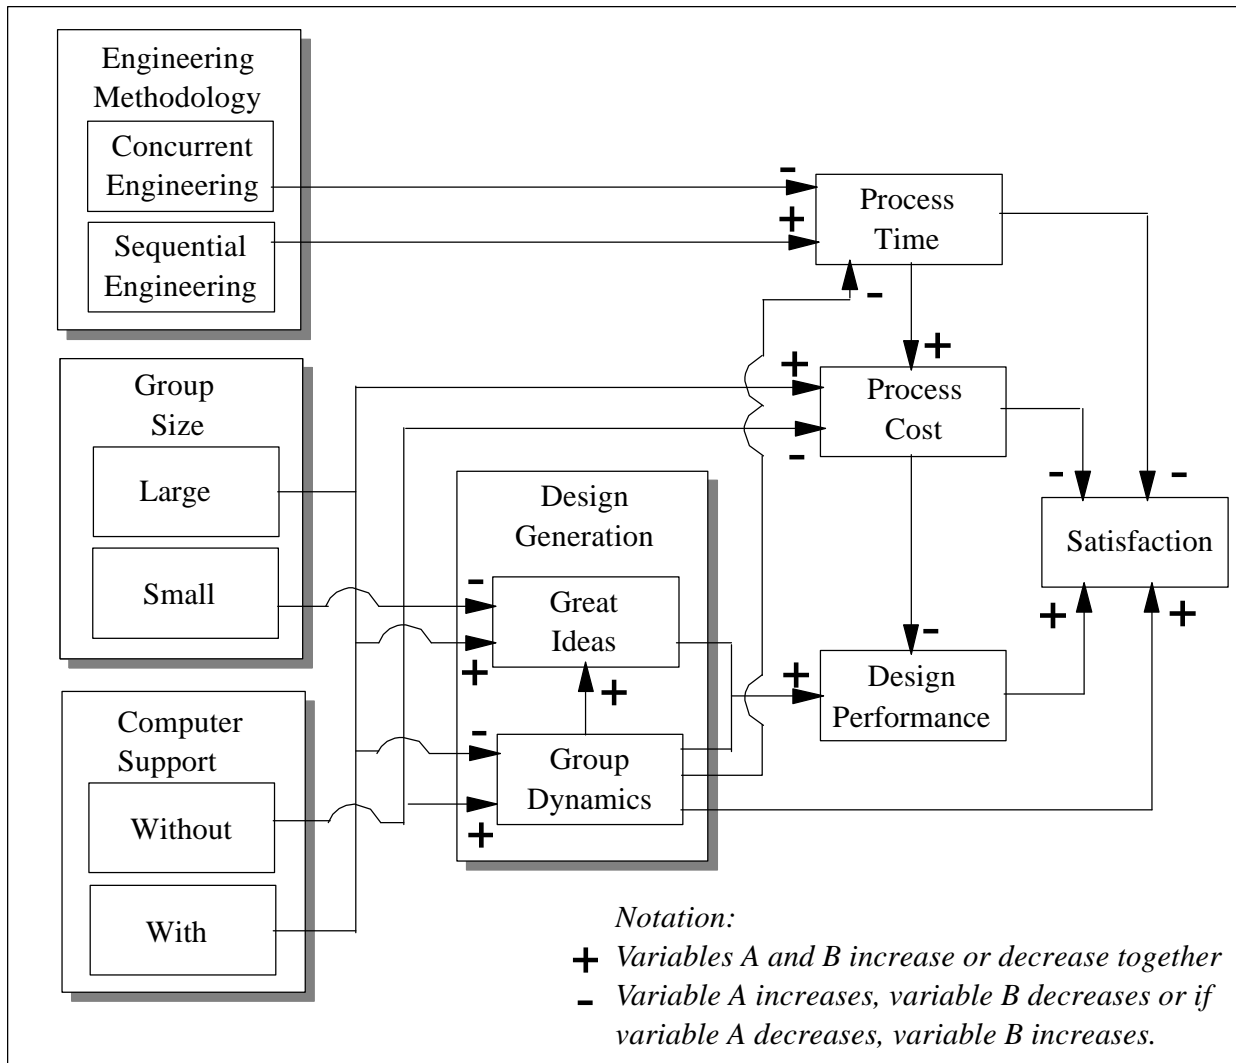 Engineering
Methodology
Concurrent
Engineering
Sequential
Engineering
Group
Size
Large
Small
Computer
Support
Without
With
Design
Generation
-
Great
Ideas
+
+
-
Group
Dynamics
+
-
+
Process
Time
-
+
+
Process
Cost
-
-
+
Design
Performance
-
-
Satisfaction
+
+
Notation:
+ Variables A and B increase or decrease together
- Variable A increases, variable B decreases or if
variable A decreases, variable B increases.